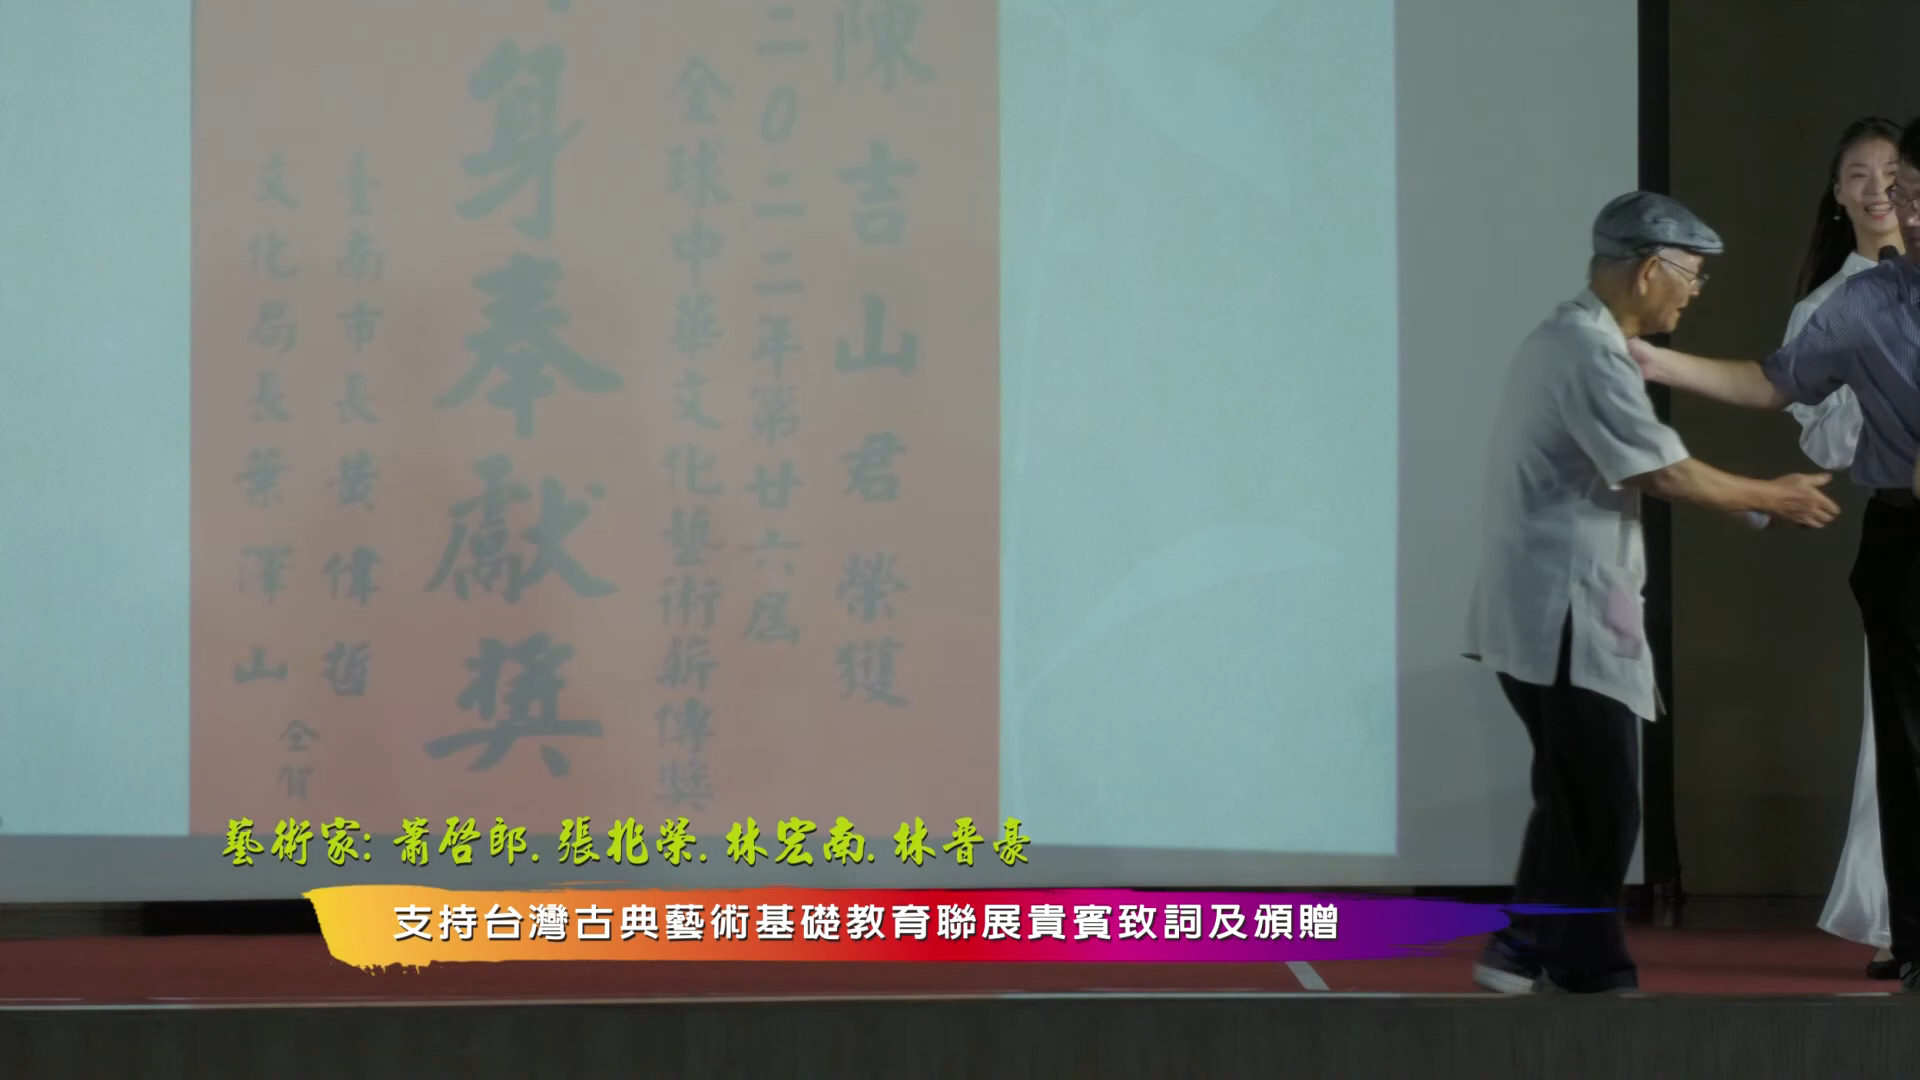 陳吉山君榮獲
二0二二年第廿六屆
全球中華文化藝術薪傳獎
身奉獻獎
臺南市長黃偉哲
文化局長葉澤山
仝賀
藝術家: 蕭啓郎. 張兆榮. 林宏南. 林晋豪
支持台灣古典藝術基礎教育聯展貴賓致詞及頒贈